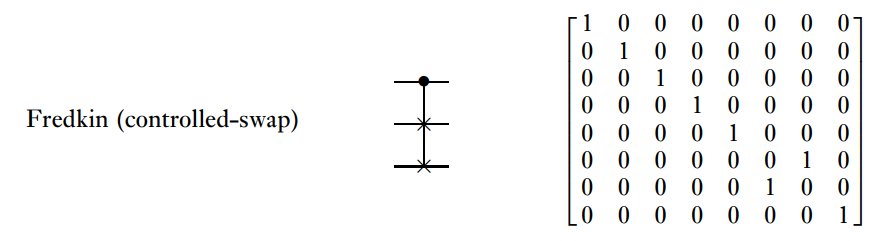 1 0 0 0 0 0 0 0
0 1 0 0 0 0 0 0
0 0 1 0 0 0 0 0
0 0 0 1 0 0 0 0
Fredkin (controlled-swap)
0 0 0 0 1 0 0 0
0 0 0 0 0 0 1 0
0 0 0 0 0 1 0 0
0 0 0 0 0 0 0 1